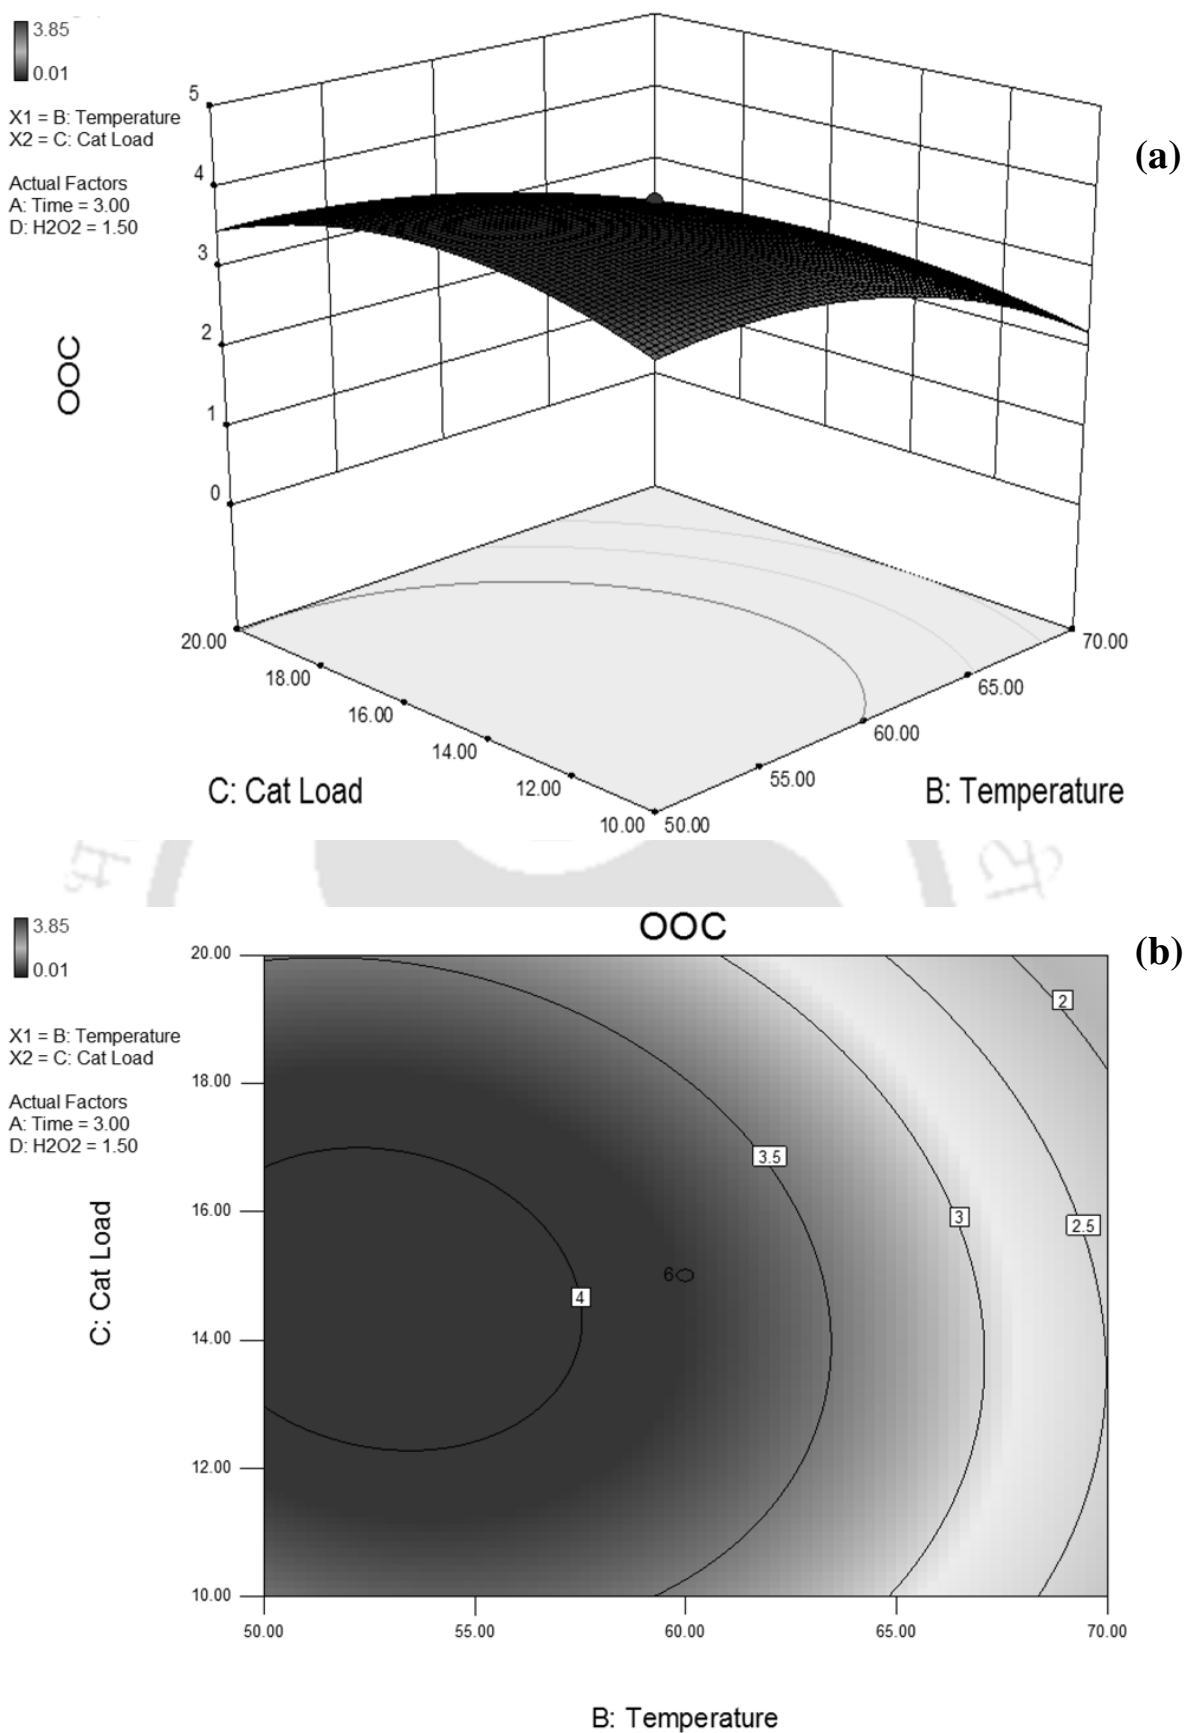 3.85
0.01
X1 = B: Temperature
X2 = C: Cat Load
Actual Factors
A: Time = 3.00
D: H2O2 = 1.50
(a)
5
4
3
2
1
0
OOC
20.00
18.00
16.00
14.00
12.00
10.00
50.00
55.00
60.00
65.00
70.00
C: Cat Load
B: Temperature
OOC
(b)
3.85
0.01
X1 = B: Temperature
X2 = C: Cat Load
Actual Factors
A: Time = 3.00
D: H2O2 = 1.50
C: Cat Load
20.00
18.00
16.00
14.00
12.00
10.00
2
3.5
3
2.5
6
4
50.00
55.00
60.00
65.00
70.00
B: Temperature